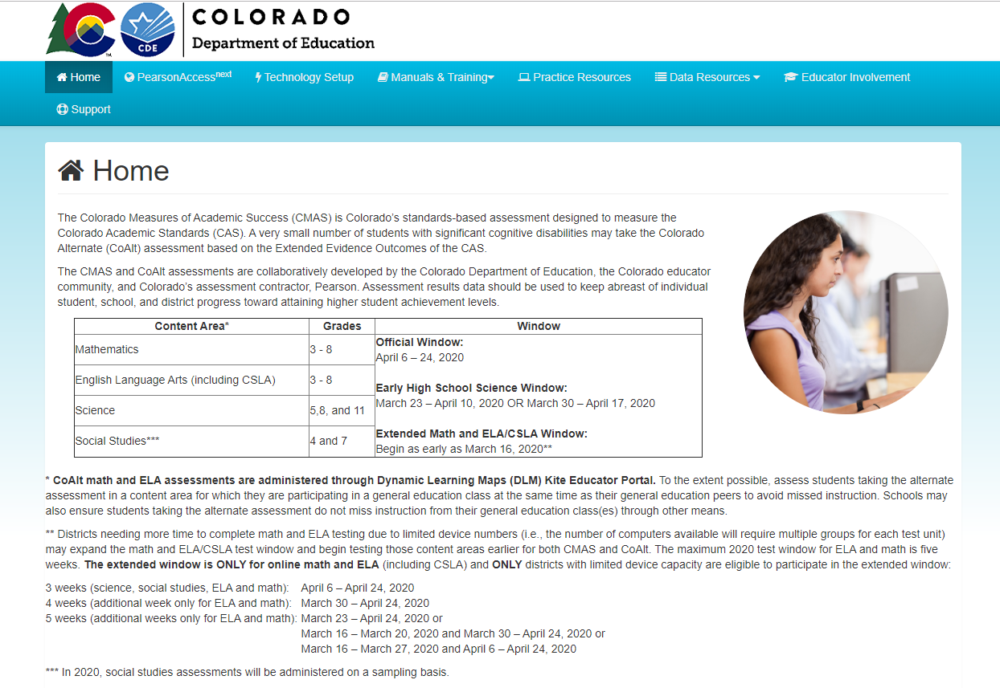 COLORADO
Department of Education
CDE
TM
Home
PearsonAccessnext
Technology Setup
Manuals & Training
Practice Resources
Data Resources
Educator Involvement
Support
Home
The Colorado Measures of Academic Success (CMAS) is Colorado's standards-based assessment designed to measure the
Colorado Academic Standards (CAS). A very small number of students with significant cognitive disabilities may take the Colorado
Alternate (CoAlt) assessment based on the Extended Evidence Outcomes of the CAS.
The CMAS and CoAlt assessments are collaboratively developed by the Colorado Department of Education, the Colorado educator
community, and Colorado's assessment contractor, Pearson. Assessment results data should be used to keep abreast of individual
student, school, and district progress toward attaining higher student achievement levels.
Content Area* Grades Window
Mathematics 3 - 8
English Language Arts (including CSLA) 3 - 8
Science 5,8, and 11
Social Studies*** 4 and 7
Official Window:
April 6 – 24, 2020
Early High School Science Window:
March 23 – April 10, 2020 OR March 30 – April 17, 2020
Extended Math and ELA/CSLA Window:
Begin as early as March 16, 2020**
* CoAlt math and ELA assessments are administered through Dynamic Learning Maps (DLM) Kite Educator Portal. To the extent possible, assess students taking the alternate
assessment in a content area for which they are participating in a general education class at the same time as their general education peers to avoid missed instruction. Schools may
also ensure students taking the alternate assessment do not miss instruction from their general education class(es) through other means.
** Districts needing more time to complete math and ELA testing due to limited device numbers (i.e., the number of computers available will require multiple groups for each test unit)
may expand the math and ELA/CSLA test window and begin testing those content areas earlier for both CMAS and CoAlt. The maximum 2020 test window for ELA and math is five
weeks. The extended window is ONLY for online math and ELA (including CSLA) and ONLY districts with limited device capacity are eligible to participate in the extended window:
3 weeks (science, social studies, ELA and math): April 6 – April 24, 2020
4 weeks (additional week only for ELA and math): March 30 – April 24, 2020
5 weeks (additional weeks only for ELA and math): March 23 – April 24, 2020 or
March 16 – March 20, 2020 and March 30 – April 24, 2020 or
March 16 – March 27, 2020 and April 6 – April 24, 2020
*** In 2020, social studies assessments will be administered on a sampling basis.